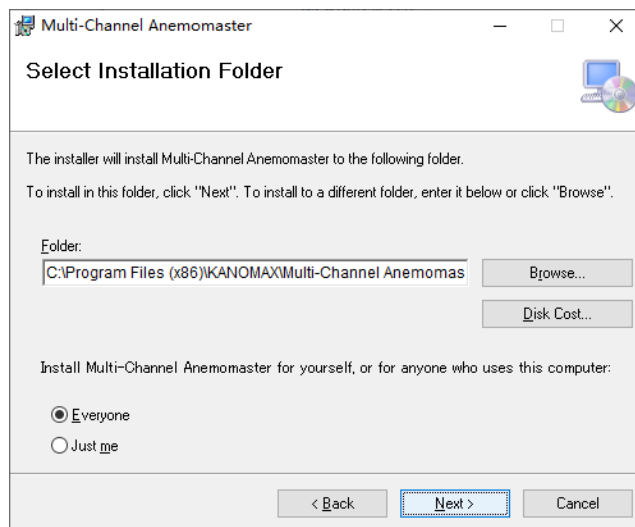 Multi-Channel Anemomaster
Select Installation Folder
The installer will install Multi-Channel Anemomaster to the following folder.
To install in this folder, click "Next". To install to a different folder, enter it below or click "Browse".
Folder:
C:\Program Files (x86)\KANOMAX\Multi-Channel Anemomas
Browse...
Disk Cost...
Install Multi-Channel Anemomaster for yourself, or for anyone who uses this computer:
Everyone
Just me
< Back
Next >
Cancel